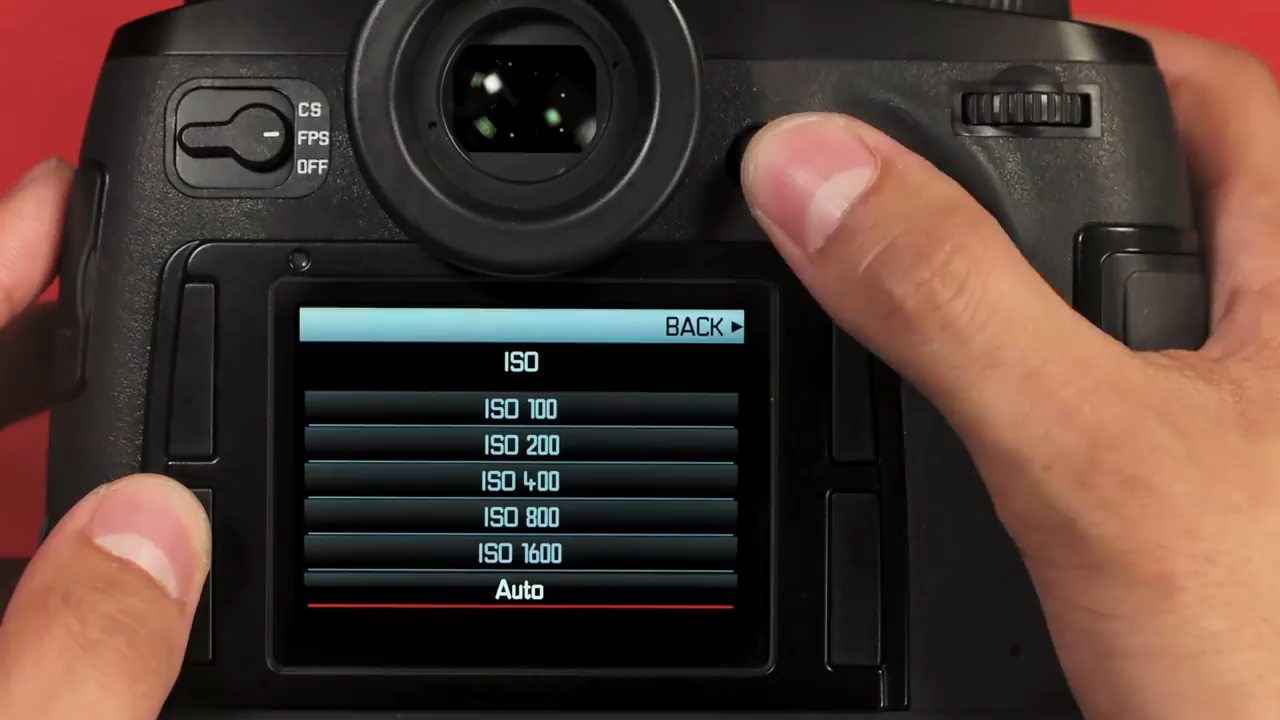 CS
FPS
OFF
BACK ▶
ISO
ISO 100
ISO 200
ISO 400
ISO 800
ISO 1600
Auto